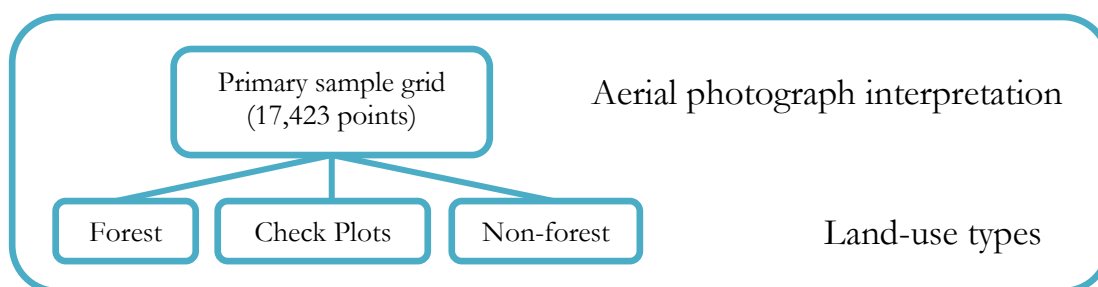 Primary sample grid
(17,423 points)
Aerial photograph interpretation
Forest
Check Plots
Non-forest
Land-use types